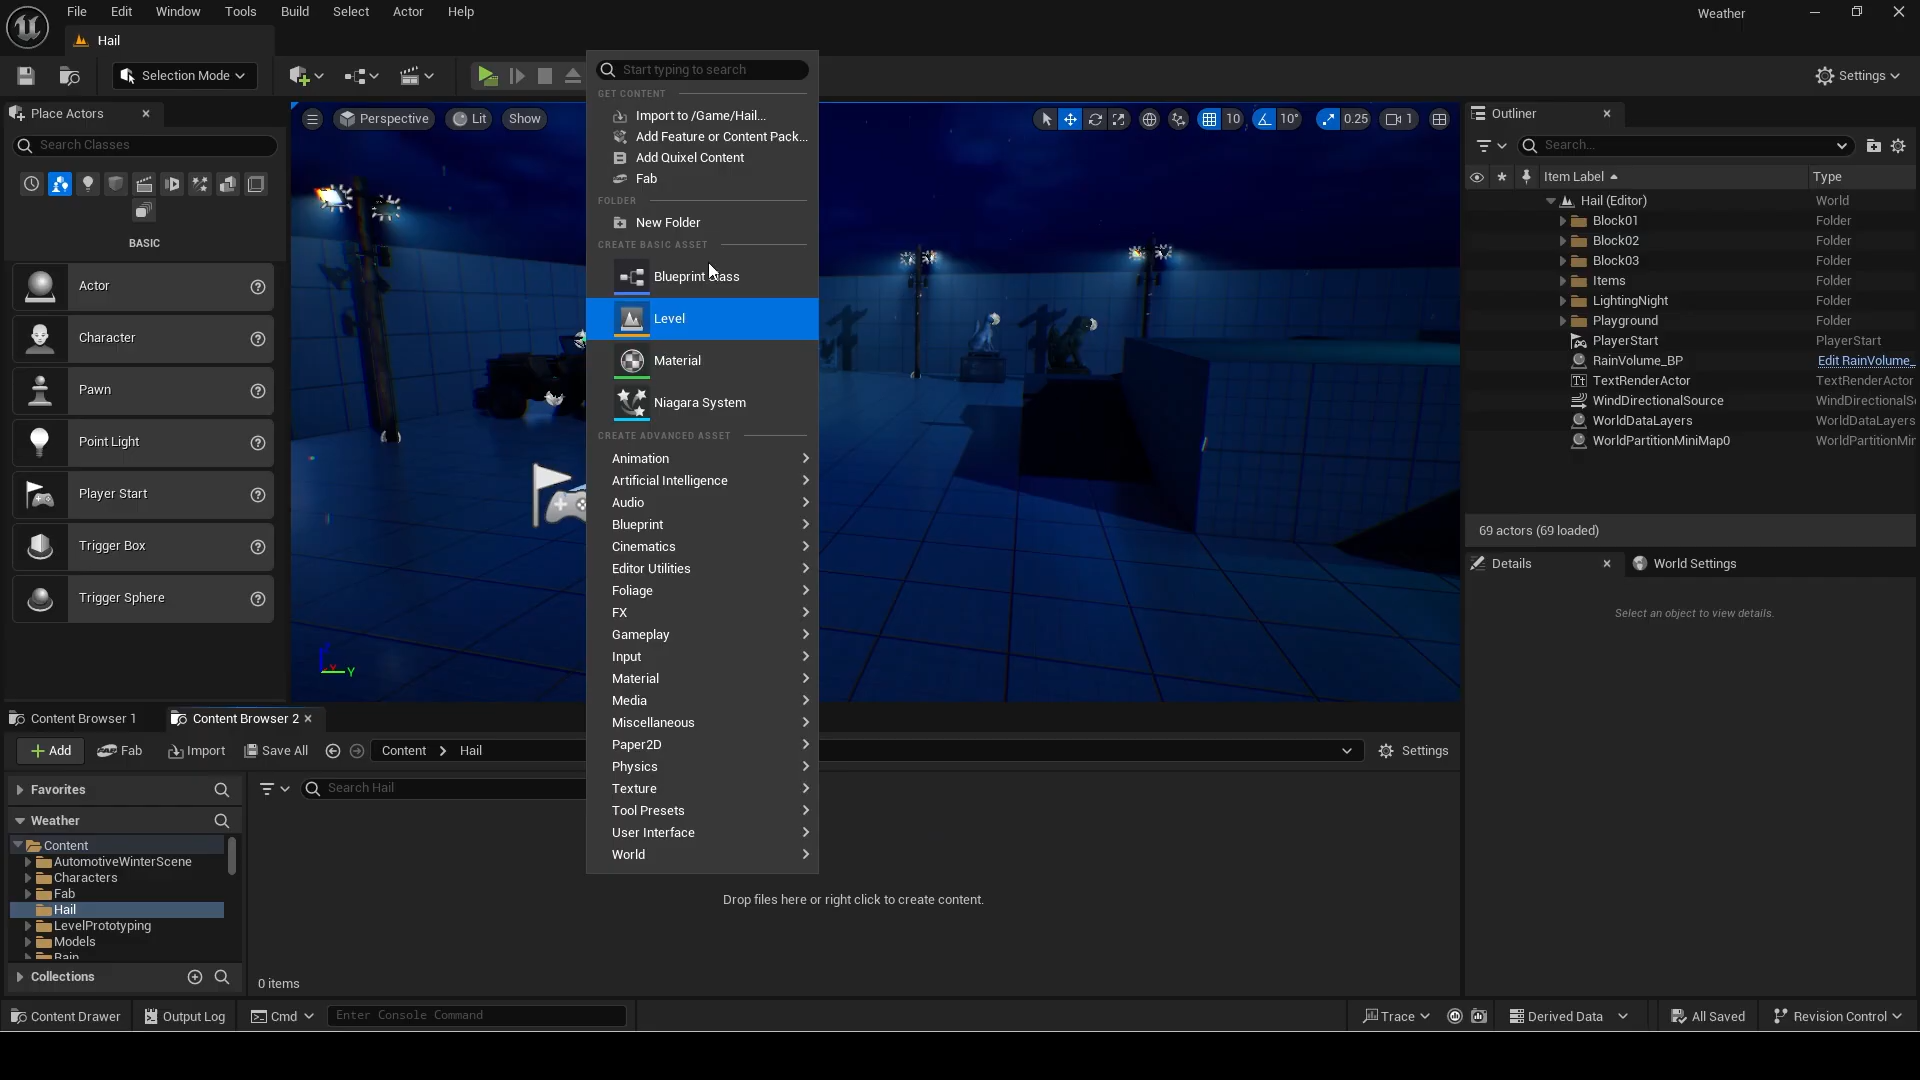 File Edit Window Tools Build Select Actor Help
Weather
Hail
Selection Mode
Settings
Place Actors
Search Classes
BASIC
Actor
Character
Pawn
Point Light
Player Start
Trigger Box
Trigger Sphere
Perspective Lit Show
10 10° 0.25 1
Start typing to search
GET CONTENT
Import to /Game/Hail...
Add Feature or Content Pack...
Add Quixel Content
Fab
FOLDER
New Folder
CREATE BASIC ASSET
Blueprint Class
Level
Material
Niagara System
CREATE ADVANCED ASSET
Animation
Artificial Intelligence
Audio
Blueprint
Cinematics
Editor Utilities
Foliage
FX
Gameplay
Input
Material
Media
Miscellaneous
Paper2D
Physics
Texture
Tool Presets
User Interface
World
Y
Outliner
Search...
Item Label Type
Hail (Editor) World
Block01 Folder
Block02 Folder
Block03 Folder
Items Folder
LightingNight Folder
Playground Folder
PlayerStart PlayerStart
RainVolume_BP Edit RainVolume_
TextRenderActor TextRenderActor
WindDirectionalSource WindDirectionalS
WorldDataLayers WorldDataLayers
WorldPartitionMiniMap0 WorldPartitionMin
69 actors (69 loaded)
Details World Settings
Select an object to view details.
Content Browser 1 Content Browser 2
Add Fab Import Save All Content Hail Settings
Favorites
Search Hail
Weather
Content
AutomotiveWinterScene
Characters
Fab
Hail
LevelPrototyping
Models
Rain
Drop files here or right click to create content.
Collections
0 items
Content Drawer Output Log Cmd Enter Console Command Trace Derived Data All Saved Revision Control